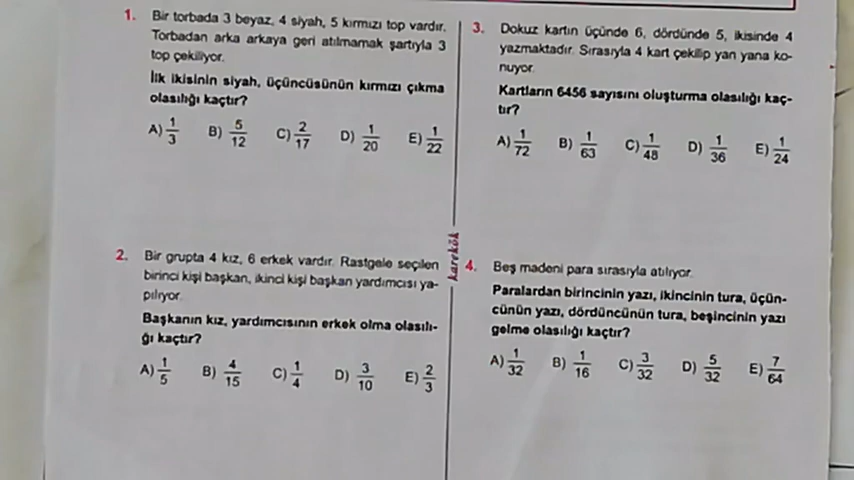 1. Bir torbada 3 beyaz, 4 siyah, 5 kırmızı top vardır.
Torbadan arka arkaya geri atılmamak şartıyla 3
top çekiliyor.
İlk ikisinin siyah, üçüncüsünün kırmızı çıkma
olasılığı kaçtır?
A) 1/3 B) 5/12 C) 2/17 D) 1/20 E) 1/22
2. Bir grupta 4 kız, 6 erkek vardır. Rastgele seçilen
birinci kişi başkan, ikinci kişi başkan yardımcısı ya-
pılıyor.
Başkanın kız, yardımcısının erkek olma olasılı-
ğı kaçtır?
A) 1/5 B) 4/15 C) 1/4 D) 3/10 E) 2/3
karekök
3. Dokuz kartın üçünde 6, dördünde 5, ikisinde 4
yazmaktadır. Sırasıyla 4 kart çekilip yan yana ko-
nuyor.
Kartların 6456 sayısını oluşturma olasılığı kaç-
tır?
A) 1/72 B) 1/63 C) 1/48 D) 1/36 E) 1/24
4. Beş madeni para sırasıyla atılıyor.
Paralardan birincinin yazı, ikincinin tura, üçün-
cünün yazı, dördüncünün tura, beşincinin yazı
gelme olasılığı kaçtır?
A) 1/32 B) 1/16 C) 3/32 D) 5/32 E) 7/64